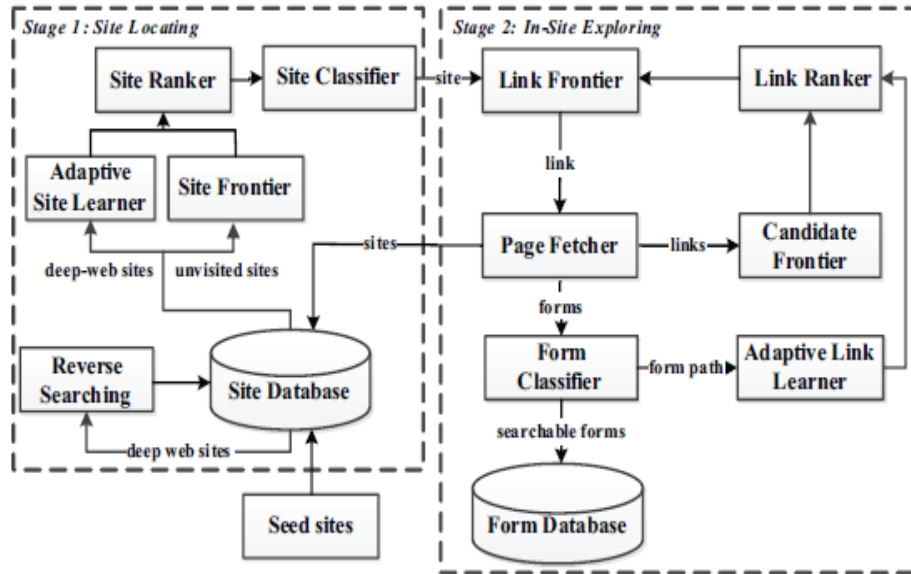 Stage 1: Site Locating
Stage 2: In-Site Exploring
Site Ranker
Site Classifier
site
Link Frontier
Link Ranker
link
Adaptive
Site Learner
Site Frontier
deep-web sites
unvisited sites
sites
Page Fetcher
links
Candidate
Frontier
forms
Reverse
Searching
Site Database
Form
Classifier
form path
Adaptive Link
Learner
deep web sites
searchable forms
Seed sites
Form Database